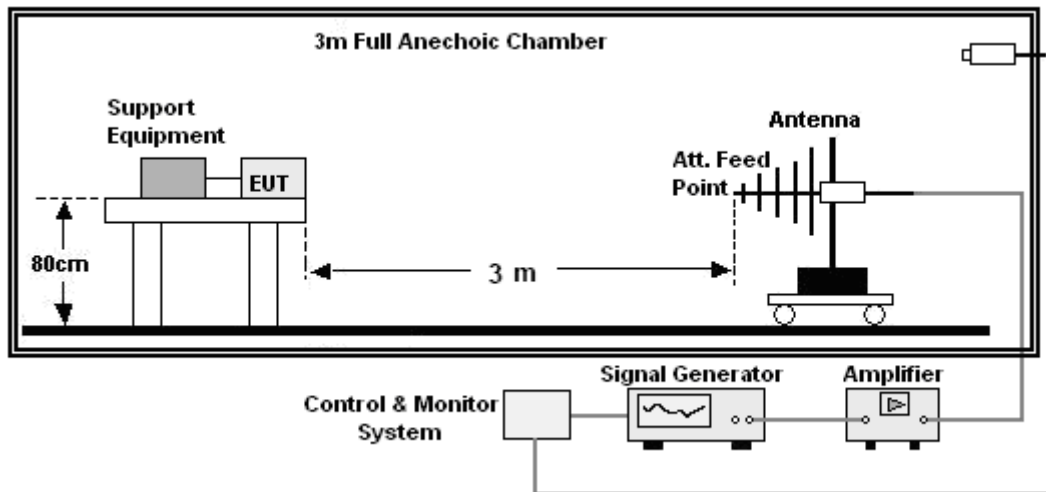 3m Full Anechoic Chamber
Support
Equipment
EUT
80cm
3 m
Antenna
Att. Feed
Point
Signal Generator
Amplifier
Control & Monitor
System